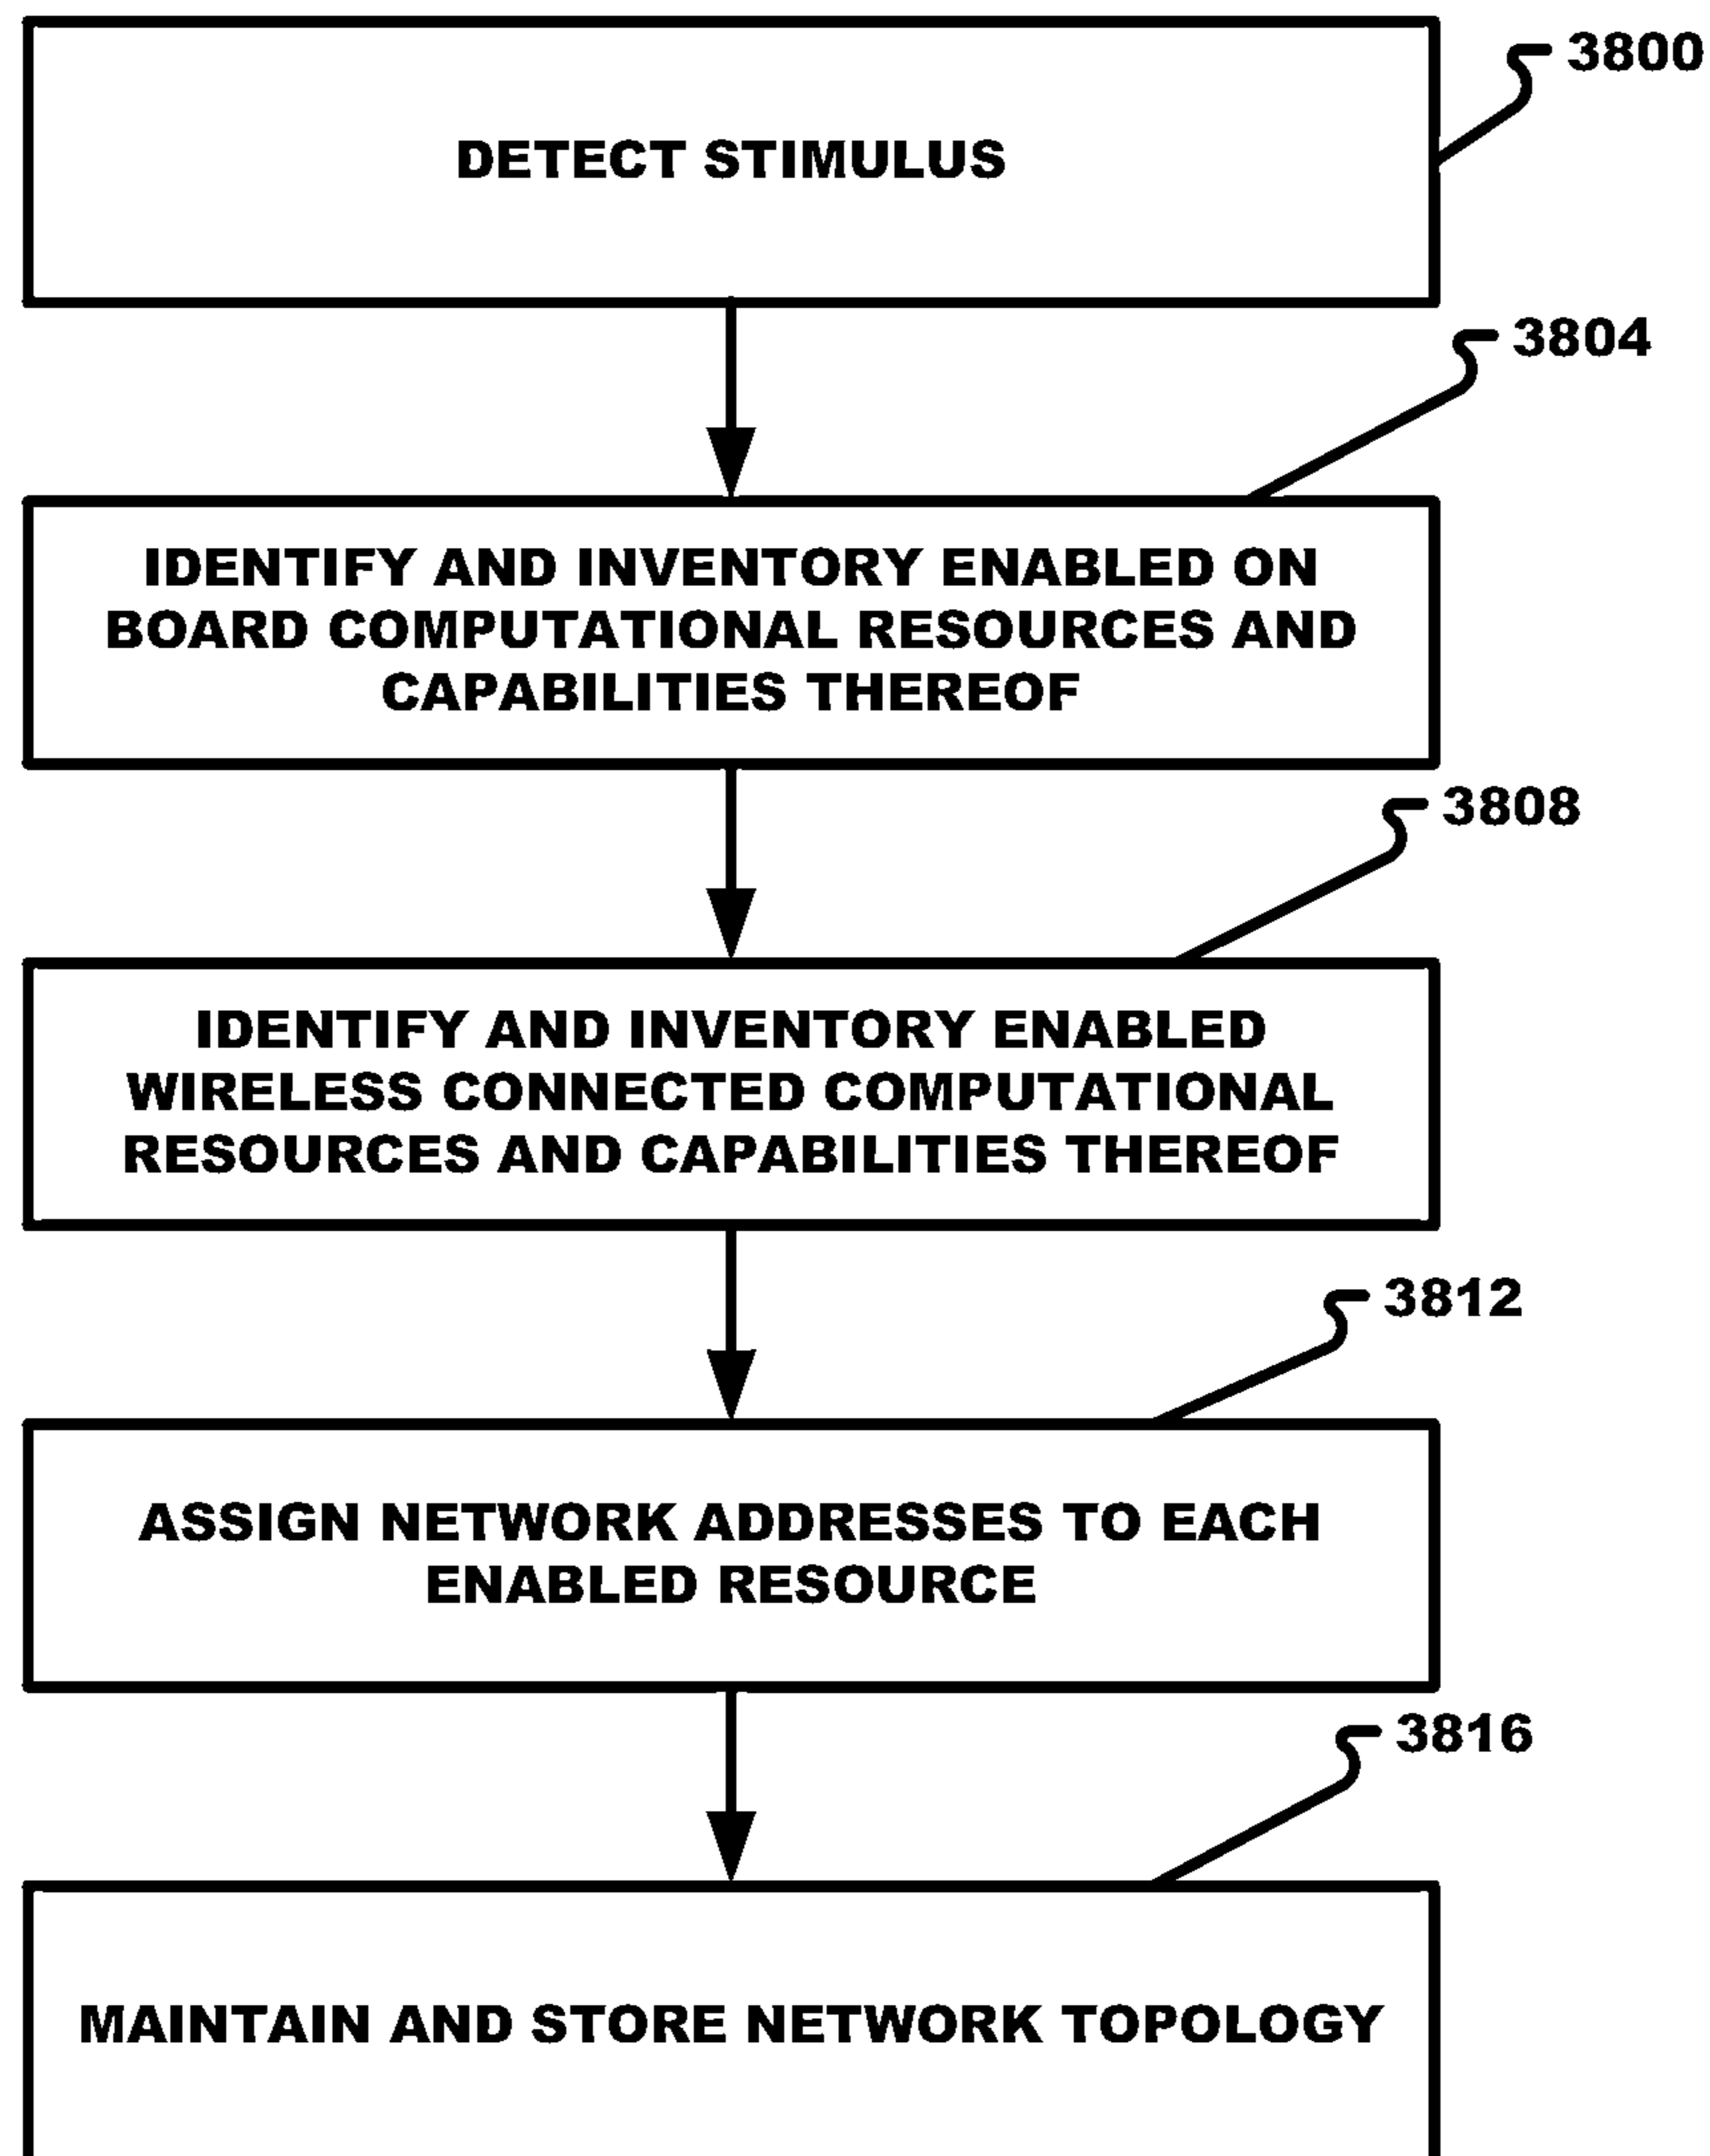 3800
DETECT STIMULUS
3804
IDENTIFY AND INVENTORY ENABLED ON
BOARD COMPUTATIONAL RESOURCES AND
CAPABILITIES THEREOF
3808
IDENTIFY AND INVENTORY ENABLED
WIRELESS CONNECTED COMPUTATIONAL
RESOURCES AND CAPABILITIES THEREOF
3812
ASSIGN NETWORK ADDRESSES TO EACH
ENABLED RESOURCE
3816
MAINTAIN AND STORE NETWORK TOPOLOGY